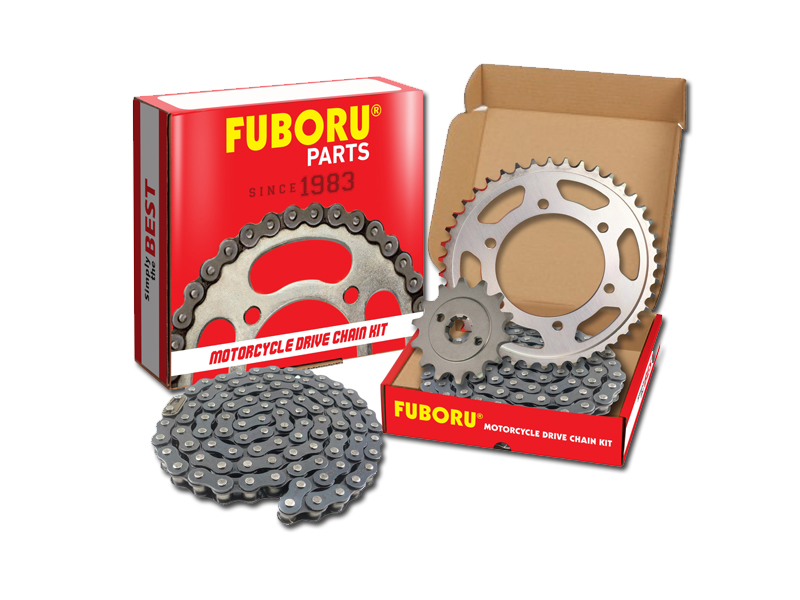 FUBORU®
PARTS
SINCE 1983
Simply
the BEST
MOTORCYCLE DRIVE CHAIN KIT
FUBORU®
MOTORCYCLE DRIVE CHAIN KIT